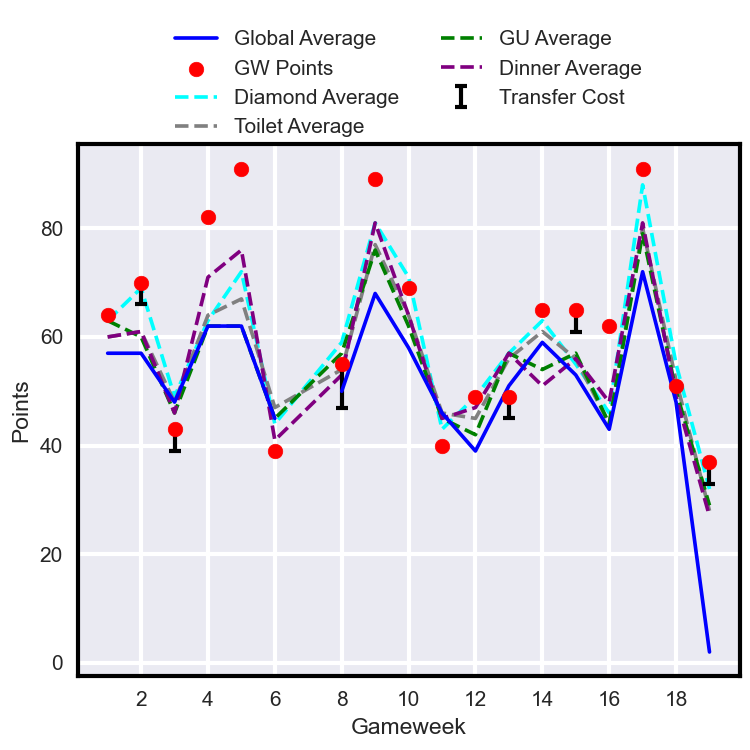 Global Average
GW Points
Diamond Average
Toilet Average
GU Average
Dinner Average
Transfer Cost
80
60
40
20
0
Points
2 4 6 8 10 12 14 16 18
Gameweek